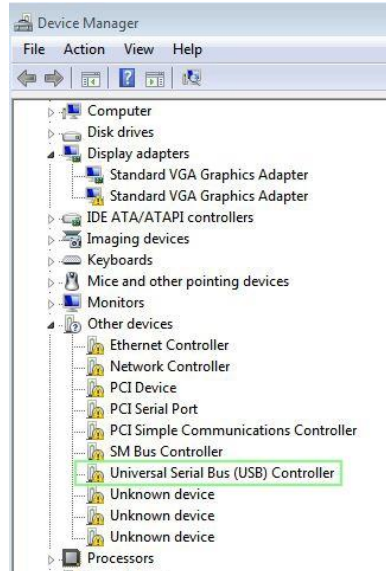 Device Manager
File Action View Help
Computer
Disk drives
Display adapters
Standard VGA Graphics Adapter
Standard VGA Graphics Adapter
IDE ATA/ATAPI controllers
Imaging devices
Keyboards
Mice and other pointing devices
Monitors
Other devices
Ethernet Controller
Network Controller
PCI Device
PCI Serial Port
PCI Simple Communications Controller
SM Bus Controller
Universal Serial Bus (USB) Controller
Unknown device
Unknown device
Unknown device
Processors